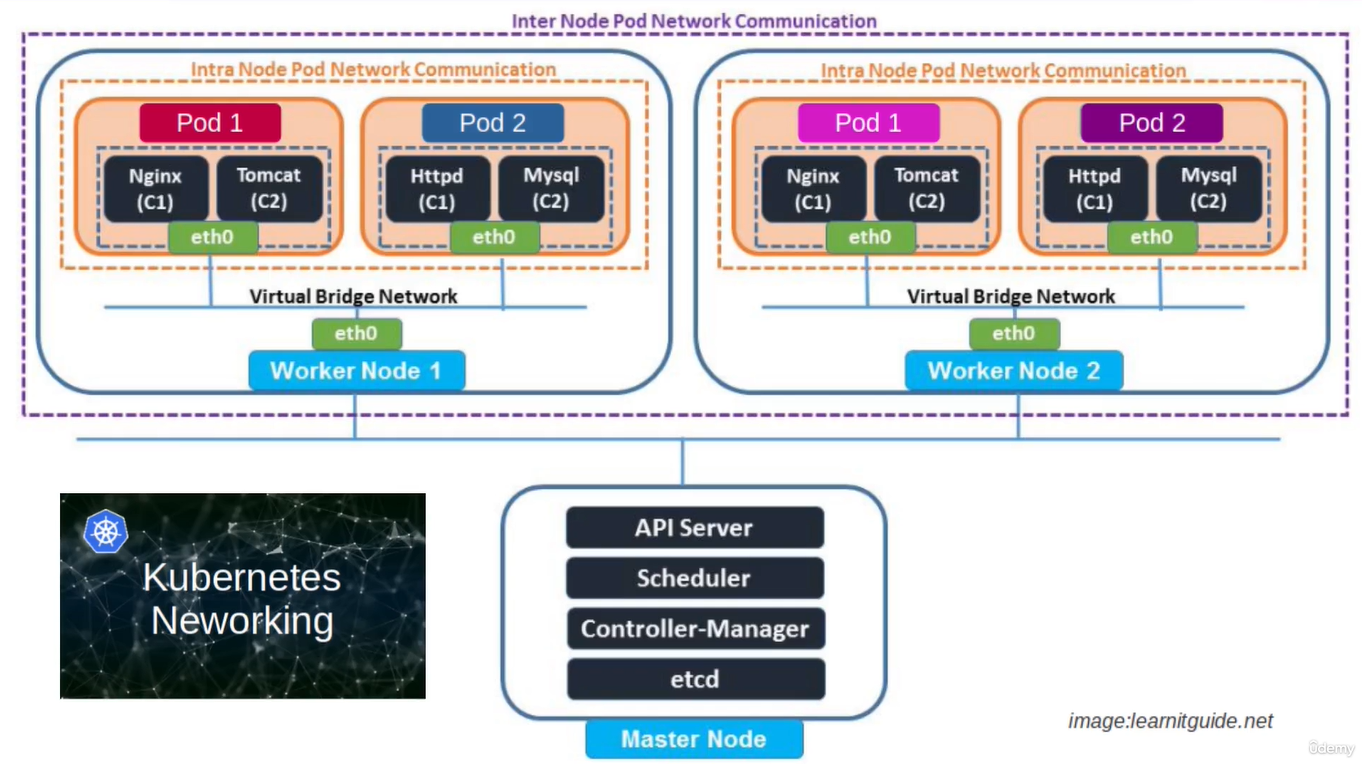 Inter Node Pod Network Communication
Intra Node Pod Network Communication
Pod 1
Nginx
(C1)
Tomcat
(C2)
eth0
Pod 2
Httpd
(C1)
Mysql
(C2)
eth0
Virtual Bridge Network
eth0
Worker Node 1
Intra Node Pod Network Communication
Pod 1
Nginx
(C1)
Tomcat
(C2)
eth0
Pod 2
Httpd
(C1)
Mysql
(C2)
eth0
Virtual Bridge Network
eth0
Worker Node 2
Kubernetes
Neworking
API Server
Scheduler
Controller-Manager
etcd
Master Node
image:learnitguide.net
ûdemy